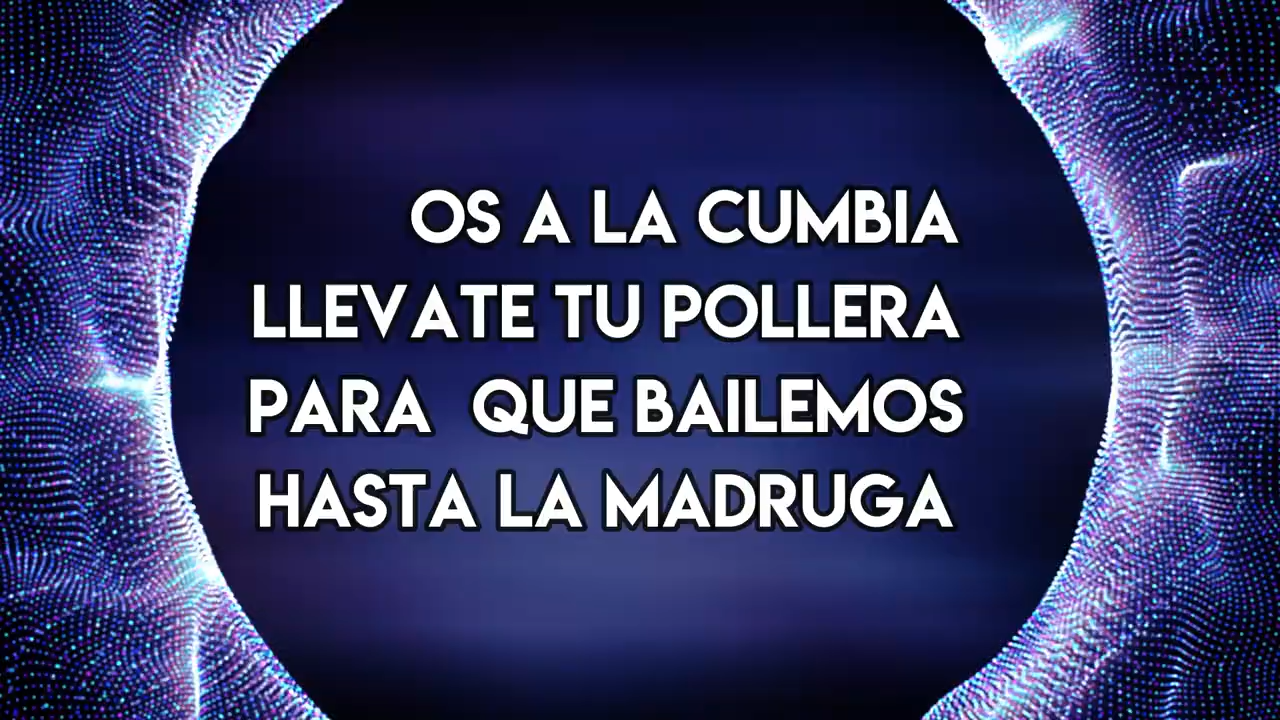 OS A LA CUMBIA
LLEVATE TU POLLERA
PARA  QUE BAILEMOS
HASTA LA MADRUGA